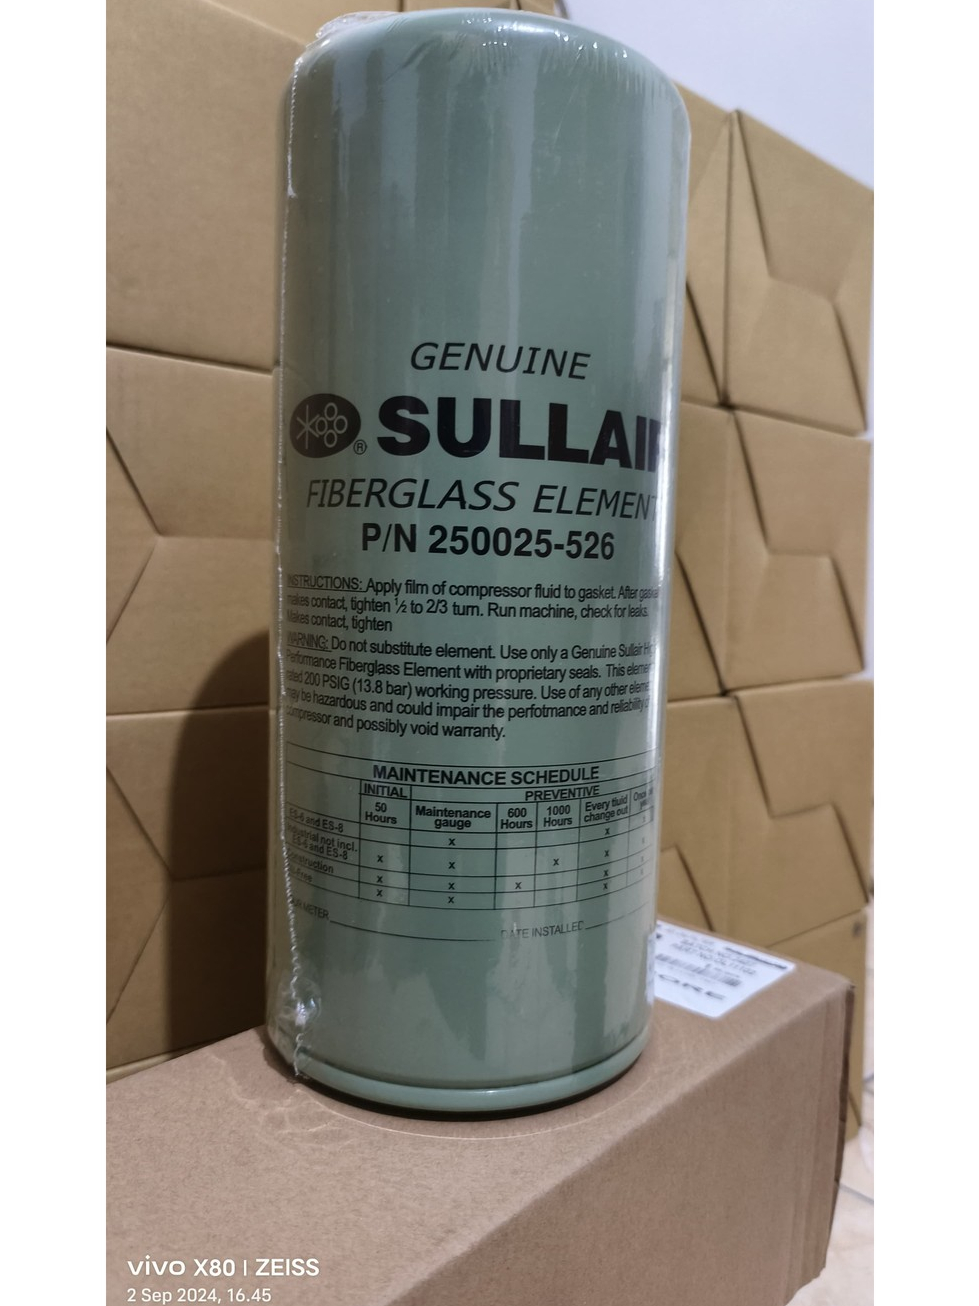 GENUINE
® SULLAIR
FIBERGLASS ELEMENT
P/N 250025-526
INSTRUCTIONS: Apply film of compressor fluid to gasket. After gasket
makes contact, tighten ½ to 2/3 turn. Run machine, check for leaks.
Makes contact, tighten
WARNING: Do not substitute element. Use only a Genuine Sullair
Performance Fiberglass Element with proprietary seals. This element
rated 200 PSIG (13.8 bar) working pressure. Use of any other element
may be hazardous and could impair the perfotmance and reliability of
compressor and possibly void warranty.
MAINTENANCE SCHEDULE
INITIAL PREVENTIVE
50 Hours Maintenance gauge 600 Hours 1000 Hours Every fluid change out
ES-6 and ES-8 x x x
Industrial not incl.
ES-6 and ES-8 x x x x x
x x x x x
x x
DATE INSTALLED
vivo X80 | ZEISS
2 Sep 2024, 16.45